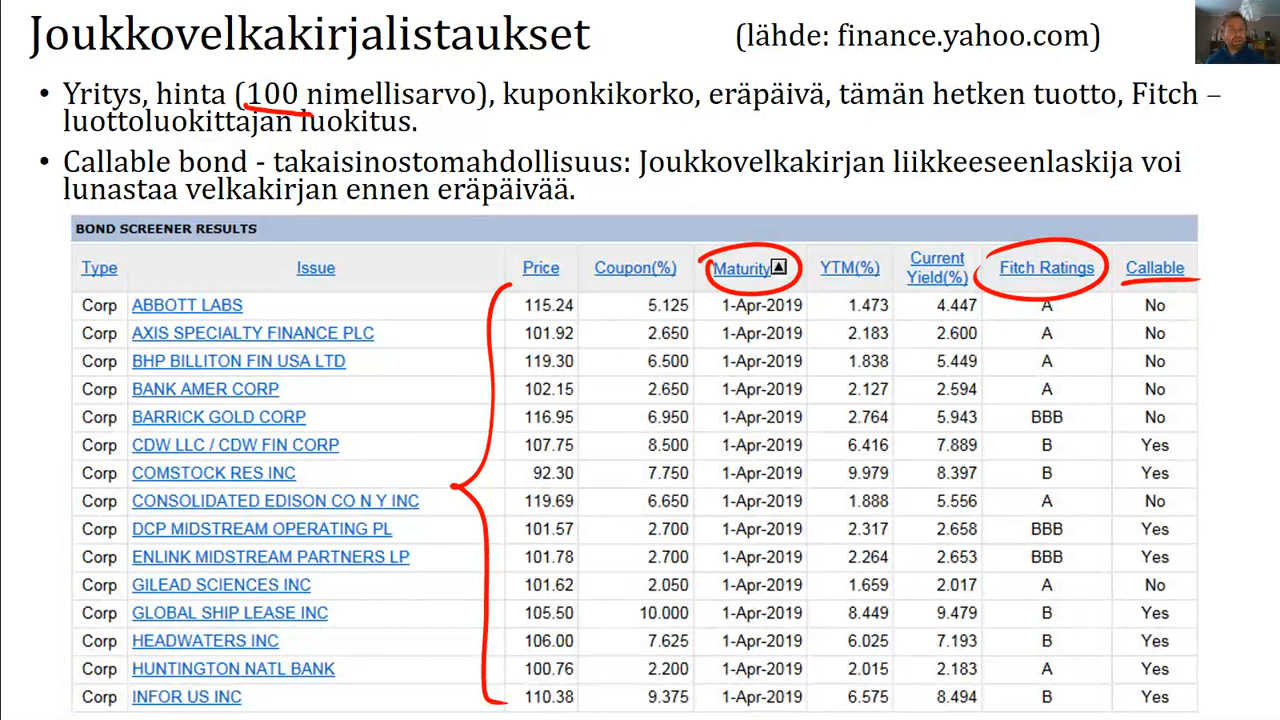 Joukkovelkakirjalistaukset (lähde: finance.yahoo.com)
• Yritys, hinta (100 nimellisarvo), kuponkikorko, eräpäivä, tämän hetken tuotto, Fitch –
luottoluokittajan luokitus.
• Callable bond - takaisinostomahdollisuus: Joukkovelkakirjan liikkeeseenlaskija voi
lunastaa velkakirjan ennen eräpäivää.
BOND SCREENER RESULTS
Type Issue Price Coupon(%) Maturity YTM(%) Current Yield(%) Fitch Ratings Callable
Corp ABBOTT LABS 115.24 5.125 1-Apr-2019 1.473 4.447 A No
Corp AXIS SPECIALTY FINANCE PLC 101.92 2.650 1-Apr-2019 2.183 2.600 A No
Corp BHP BILLITON FIN USA LTD 119.30 6.500 1-Apr-2019 1.838 5.449 A No
Corp BANK AMER CORP 102.15 2.650 1-Apr-2019 2.127 2.594 A No
Corp BARRICK GOLD CORP 116.95 6.950 1-Apr-2019 2.764 5.943 BBB No
Corp CDW LLC / CDW FIN CORP 107.75 8.500 1-Apr-2019 6.416 7.889 B Yes
Corp COMSTOCK RES INC 92.30 7.750 1-Apr-2019 9.979 8.397 B Yes
Corp CONSOLIDATED EDISON CO N Y INC 119.69 6.650 1-Apr-2019 1.888 5.556 A No
Corp DCP MIDSTREAM OPERATING PL 101.57 2.700 1-Apr-2019 2.317 2.658 BBB Yes
Corp ENLINK MIDSTREAM PARTNERS LP 101.78 2.700 1-Apr-2019 2.264 2.653 BBB Yes
Corp GILEAD SCIENCES INC 101.62 2.050 1-Apr-2019 1.659 2.017 A No
Corp GLOBAL SHIP LEASE INC 105.50 10.000 1-Apr-2019 8.449 9.479 B Yes
Corp HEADWATERS INC 106.00 7.625 1-Apr-2019 6.025 7.193 B Yes
Corp HUNTINGTON NATL BANK 100.76 2.200 1-Apr-2019 2.015 2.183 A Yes
Corp INFOR US INC 110.38 9.375 1-Apr-2019 6.575 8.494 B Yes